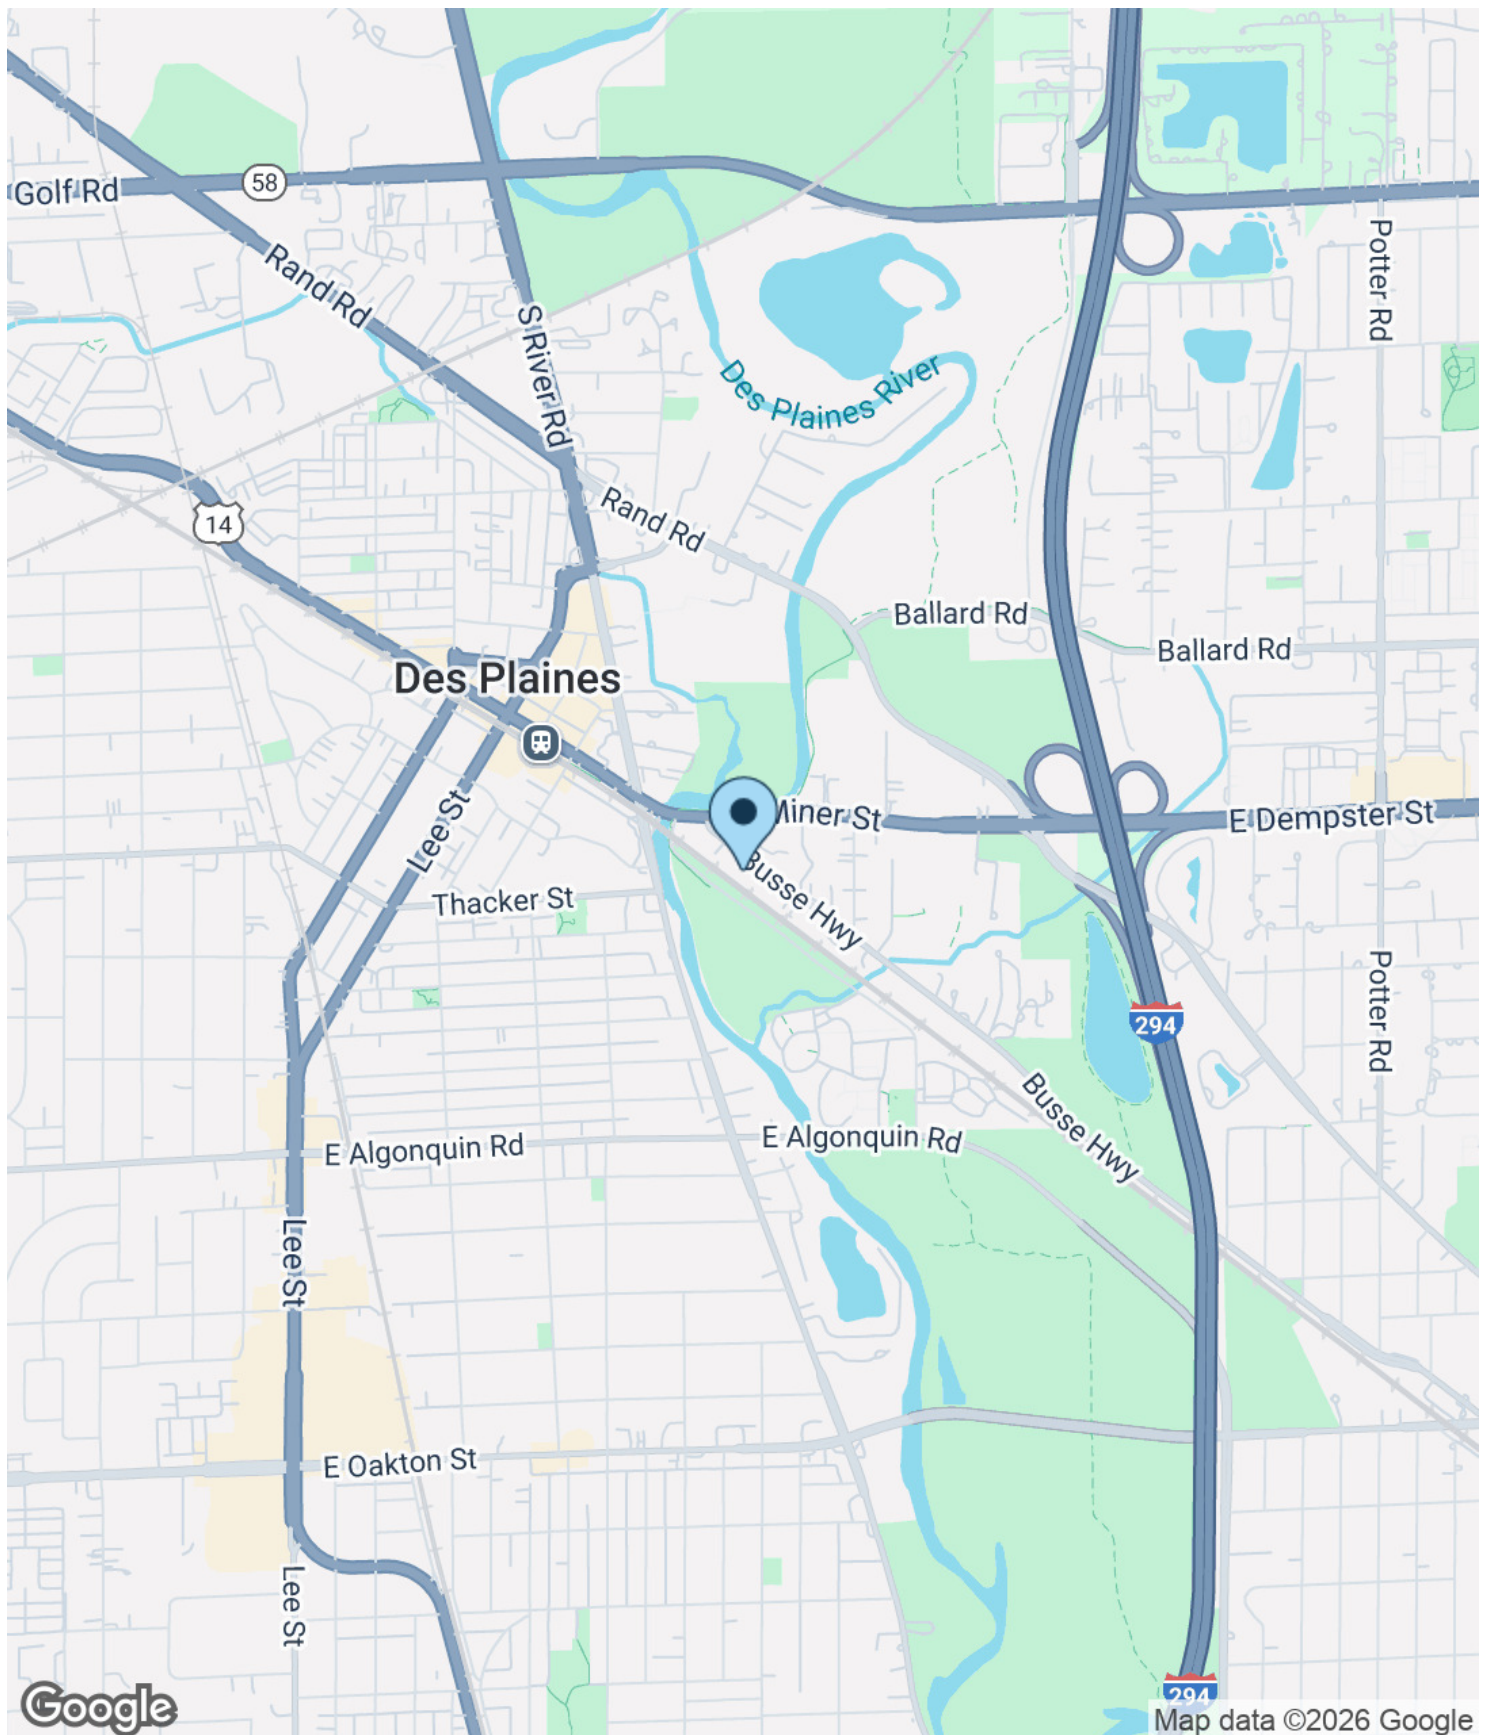 58
Golf Rd
Rand Rd
Potter Rd
S River Rd
Des Plaines River
14
Rand Rd
Ballard Rd
Ballard Rd
Des Plaines
Miner St
E Dempster St
Lee St
Busse Hwy
Thacker St
Potter Rd
294
Busse Hwy
E Algonquin Rd
E Algonquin Rd
Lee St
E Oakton St
Lee St
294
Google
Map data ©2026 Google